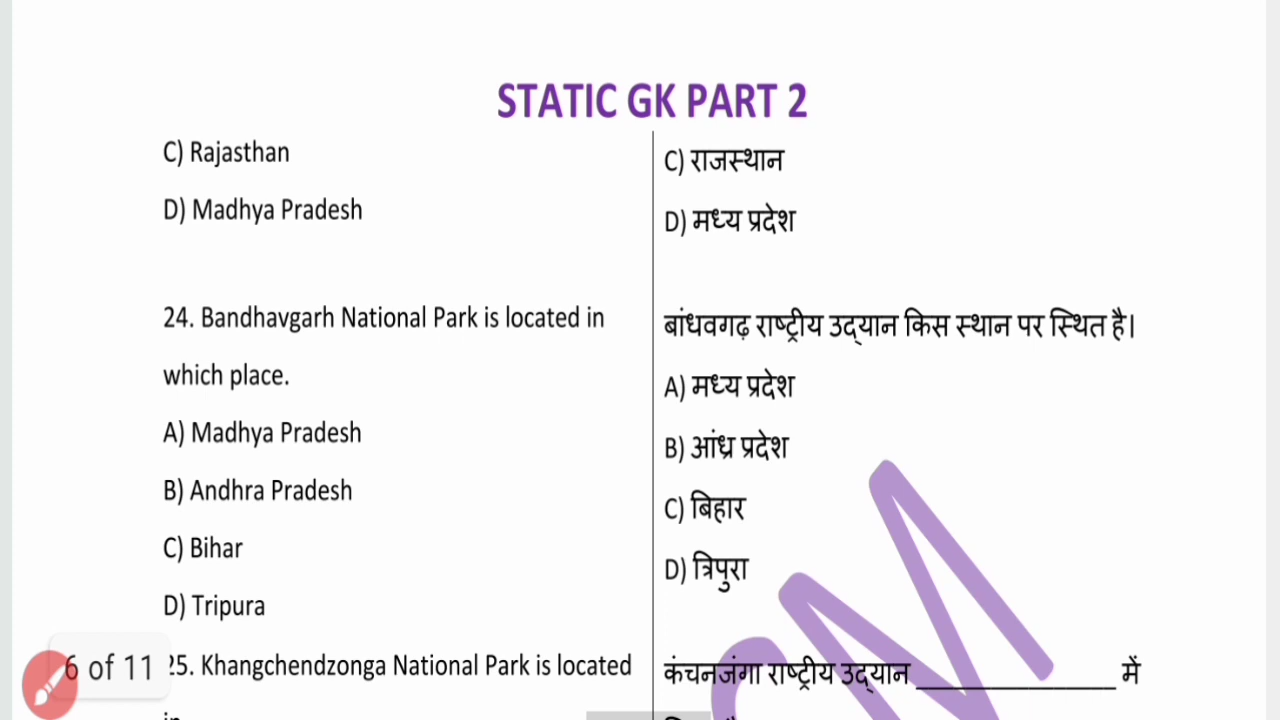 STATIC GK PART 2
C) Rajasthan
D) Madhya Pradesh
24. Bandhavgarh National Park is located in
which place.
A) Madhya Pradesh
B) Andhra Pradesh
C) Bihar
D) Tripura
25. Khangchendzonga National Park is located
C) राजस्थान
D) मध्य प्रदेश
बांधवगढ़ राष्ट्रीय उद्यान किस स्थान पर स्थित है।
A) मध्य प्रदेश
B) आंध्र प्रदेश
C) बिहार
D) त्रिपुरा
कंचनजंगा राष्ट्रीय उद्यान ________________ में
6 of 11